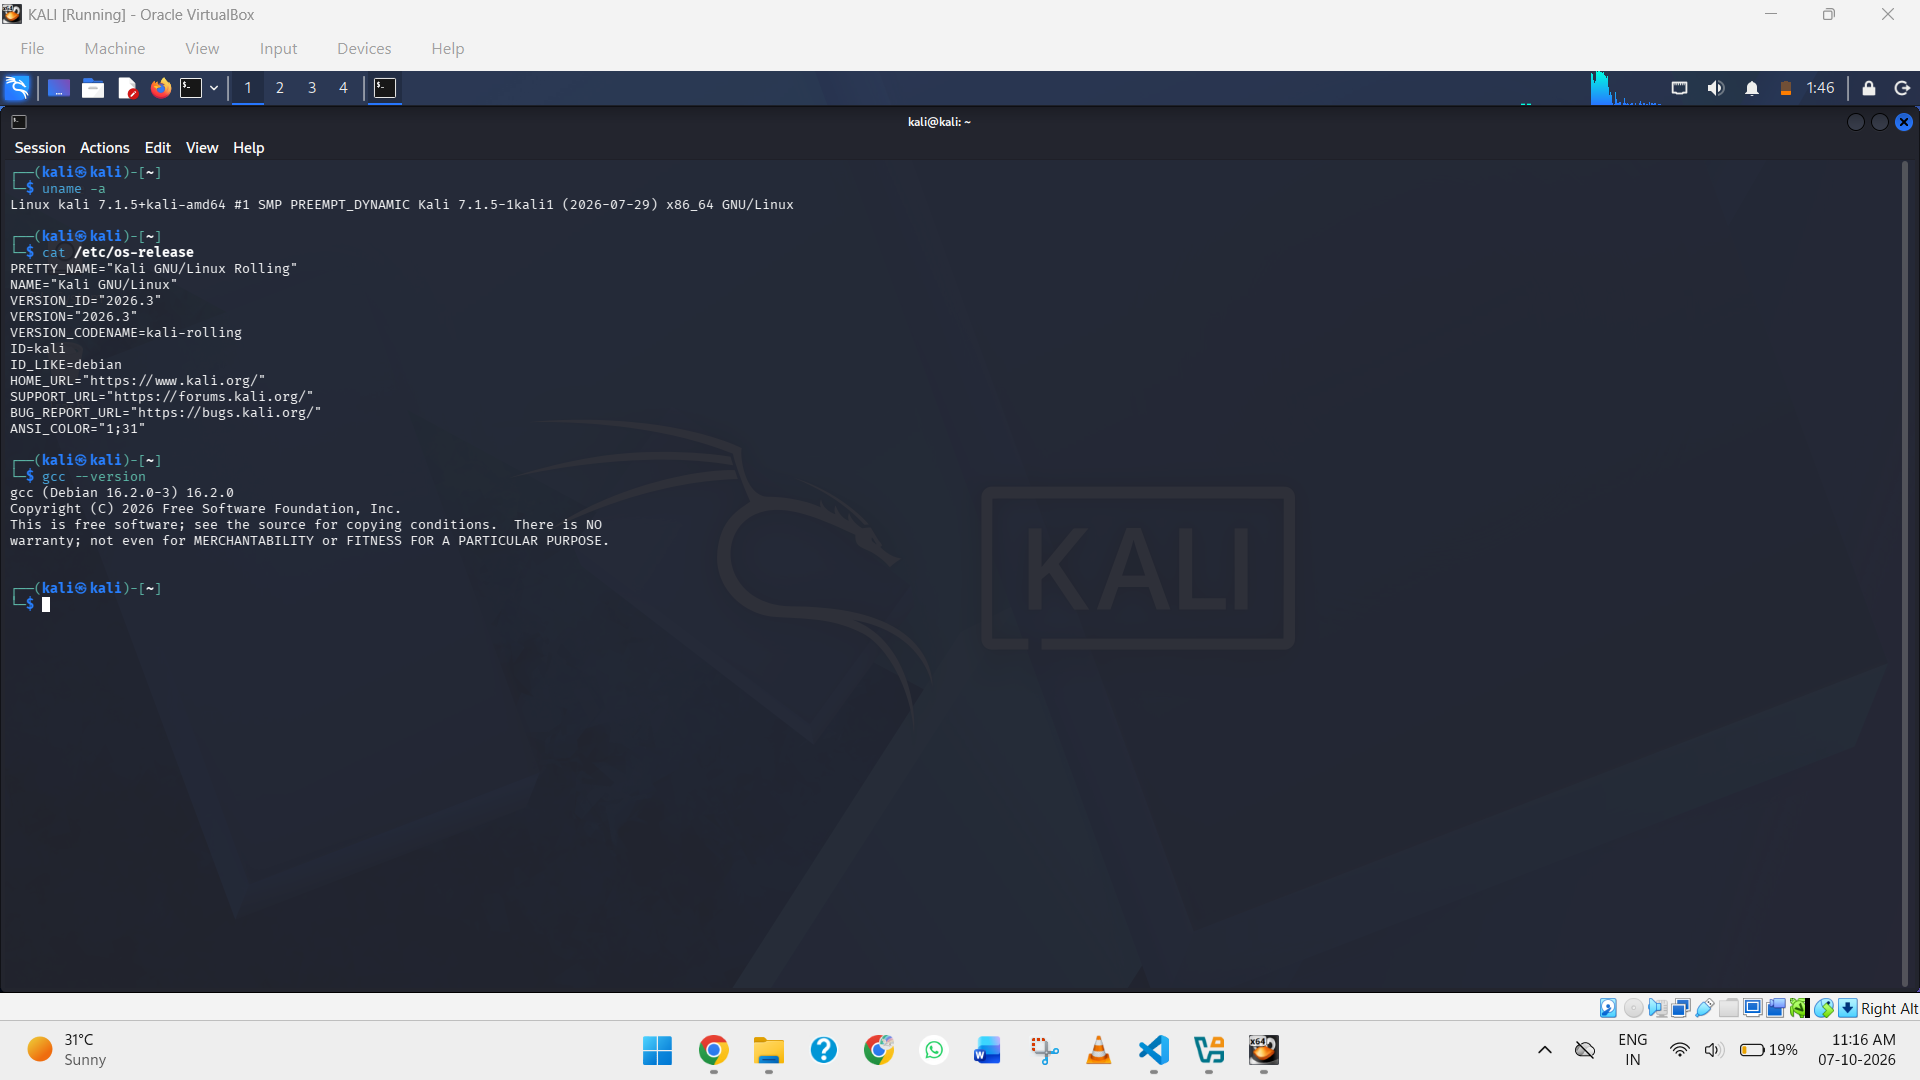 KALI [Running] - Oracle VirtualBox
File Machine View Input Devices Help
1 2 3 4 1:46
kali@kali: ~
Session Actions Edit View Help
┌──(kali㉿kali)-[~]
└─$ uname -a
Linux kali 7.1.5+kali-amd64 #1 SMP PREEMPT_DYNAMIC Kali 7.1.5-1kali1 (2026-07-29) x86_64 GNU/Linux
┌──(kali㉿kali)-[~]
└─$ cat /etc/os-release
PRETTY_NAME="Kali GNU/Linux Rolling"
NAME="Kali GNU/Linux"
VERSION_ID="2026.3"
VERSION="2026.3"
VERSION_CODENAME=kali-rolling
ID=kali
ID_LIKE=debian
HOME_URL="https://www.kali.org/"
SUPPORT_URL="https://forums.kali.org/"
BUG_REPORT_URL="https://bugs.kali.org/"
ANSI_COLOR="1;31"
┌──(kali㉿kali)-[~]
└─$ gcc --version
gcc (Debian 16.2.0-3) 16.2.0
Copyright (C) 2026 Free Software Foundation, Inc.
This is free software; see the source for copying conditions.  There is NO
warranty; not even for MERCHANTABILITY or FITNESS FOR A PARTICULAR PURPOSE.
┌──(kali㉿kali)-[~]
└─$
KALI
Right Alt
31°C
Sunny
ENG
IN
19%
11:16 AM
07-10-2026